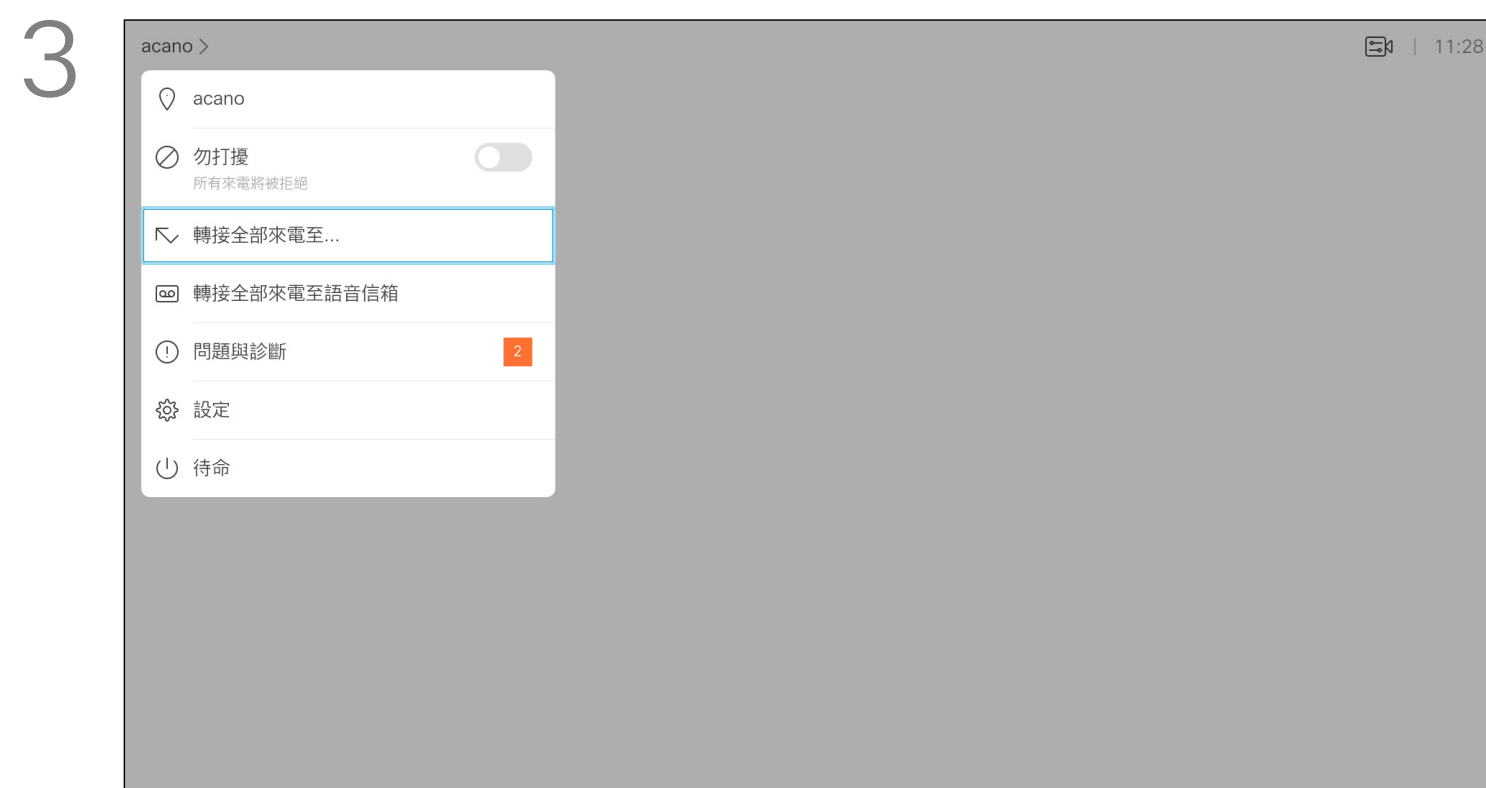 3
acano >
11:28
acano
勿打擾
所有來電將被拒絕
轉接全部來電至...
轉接全部來電至語音信箱
問題與診斷
2
設定
待命